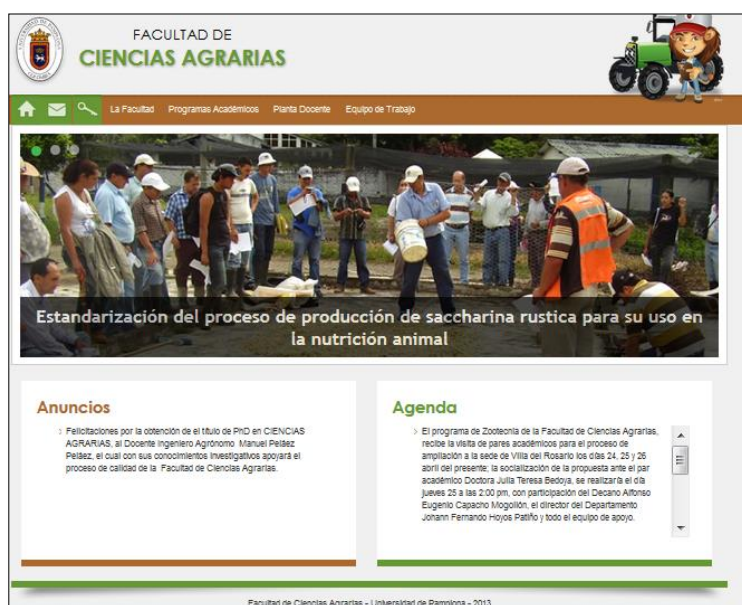 FACULTAD DE
CIENCIAS AGRARIAS
La Facultad Programas Académicos Planta Docente Equipo de Trabajo
Estandarización del proceso de producción de saccharina rustica para su uso en
la nutrición animal
Anuncios
Felicitaciones por la obtención de el título de PhD en CIENCIAS
AGRARIAS, al Docente Ingeniero Agrónomo Manuel Peláez
Peláez, el cual con sus conocimientos investigativos apoyará el
proceso de calidad de la Facultad de Ciencias Agrarias.
Agenda
El programa de Zootecnia de la Facultad de Ciencias Agrarias,
recibe la visita de pares académicos para el proceso de
ampliación a la sede de Villa del Rosario los días 24, 25 y 26
abril del presente; la socialización de la propuesta ante el par
académico Doctora Julia Teresa Bedoya, se realizará el día
jueves 25 a las 2:00 pm, con participación del Decano Alfonso
Eugenio Capacho Mogollón, el director del Departamento
Johann Fernando Hoyos Patiño y todo el equipo de apoyo.
Facultad de Ciencias Agrarias - Universidad de Pamplona - 2013